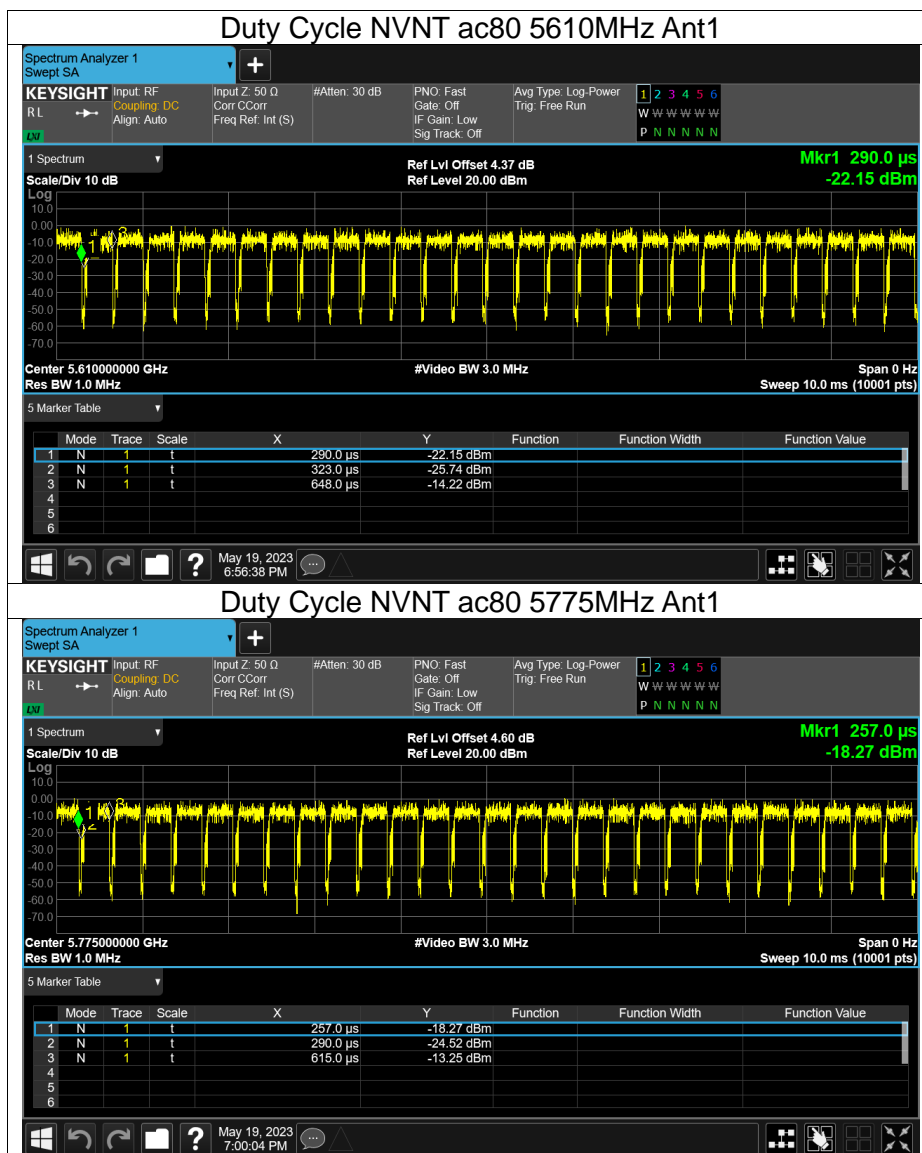 Duty Cycle NVNT ac80 5610MHz Ant1
Spectrum Analyzer 1
Swept SA
+
KEYSIGHT Input: RF Input Z: 50 Ω #Atten: 30 dB PNO: Fast Avg Type: Log-Power 1 2 3 4 5 6
RL Coupling: DC Corr CCorr Gate: Off Trig: Free Run W W W W W W
Align: Auto Freq Ref: Int (S) IF Gain: Low
LXI Sig Track: Off P N N N N N
1 Spectrum Ref Lvl Offset 4.37 dB Mkr1 290.0 µs
Scale/Div 10 dB Ref Level 20.00 dBm -22.15 dBm
Log
10.0
0.00
-10.0
-20.0
-30.0
-40.0
-50.0
-60.0
-70.0
1 3
Center 5.610000000 GHz #Video BW 3.0 MHz Span 0 Hz
Res BW 1.0 MHz Sweep 10.0 ms (10001 pts)
5 Marker Table
Mode Trace Scale X Y Function Function Width Function Value
1 N 1 t 290.0 µs -22.15 dBm
2 N 1 t 323.0 µs -25.74 dBm
3 N 1 t 648.0 µs -14.22 dBm
4
5
6
? May 19, 2023
6:56:38 PM
Duty Cycle NVNT ac80 5775MHz Ant1
Spectrum Analyzer 1
Swept SA
+
KEYSIGHT Input: RF Input Z: 50 Ω #Atten: 30 dB PNO: Fast Avg Type: Log-Power 1 2 3 4 5 6
RL Coupling: DC Corr CCorr Gate: Off Trig: Free Run W W W W W W
Align: Auto Freq Ref: Int (S) IF Gain: Low
LXI Sig Track: Off P N N N N N
1 Spectrum Ref Lvl Offset 4.60 dB Mkr1 257.0 µs
Scale/Div 10 dB Ref Level 20.00 dBm -18.27 dBm
Log
10.0
0.00
-10.0
-20.0
-30.0
-40.0
-50.0
-60.0
-70.0
1 3
2
Center 5.775000000 GHz #Video BW 3.0 MHz Span 0 Hz
Res BW 1.0 MHz Sweep 10.0 ms (10001 pts)
5 Marker Table
Mode Trace Scale X Y Function Function Width Function Value
1 N 1 t 257.0 µs -18.27 dBm
2 N 1 t 290.0 µs -24.52 dBm
3 N 1 t 615.0 µs -13.25 dBm
4
5
6
? May 19, 2023
7:00:04 PM